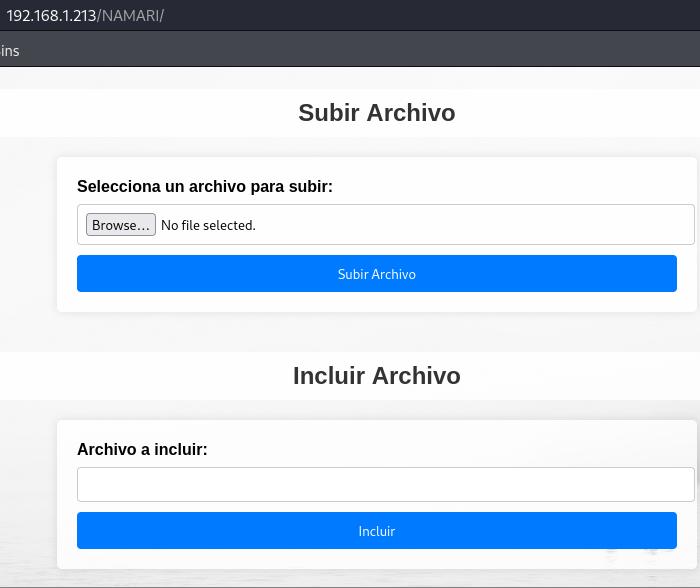 192.168.1.213/NAMARI/
ins
Subir Archivo
Selecciona un archivo para subir:
Browse... No file selected.
Subir Archivo
Incluir Archivo
Archivo a incluir:
Incluir